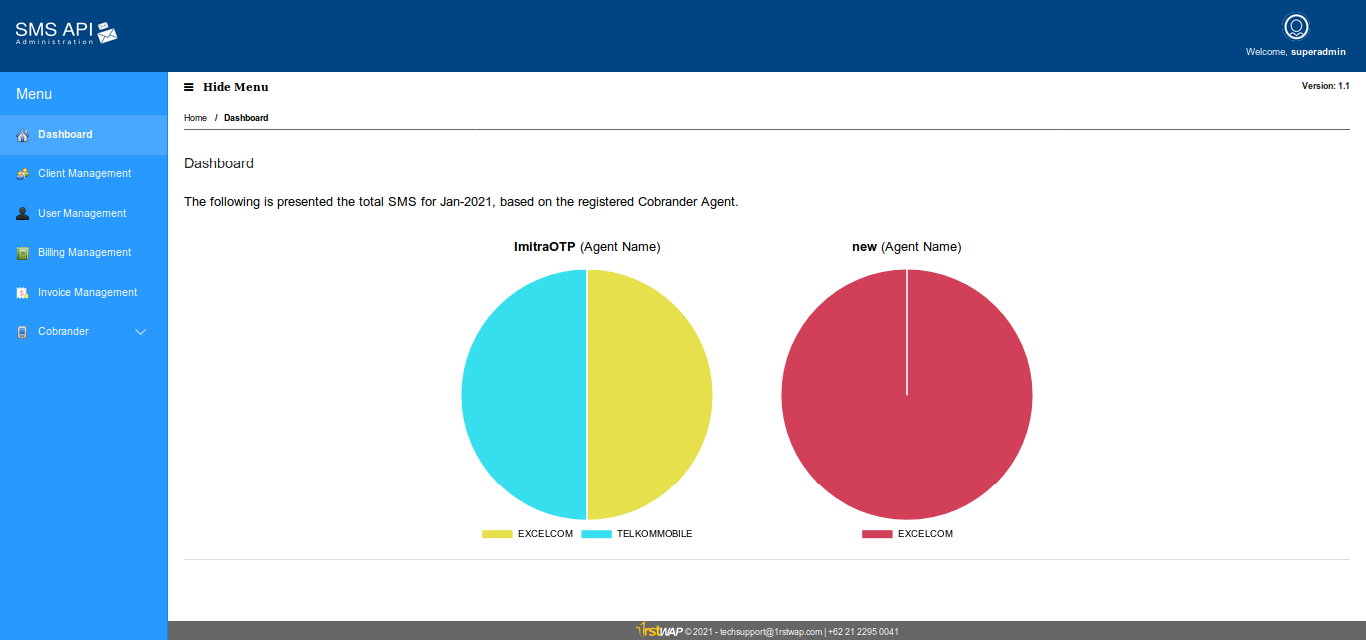 SMS API
Administration
Welcome, superadmin
Menu
Hide Menu
Version: 1.1
Home / Dashboard
Dashboard
Client Management
User Management
Billing Management
Invoice Management
Cobrander
Dashboard
The following is presented the total SMS for Jan-2021, based on the registered Cobrander Agent.
ImitraOTP (Agent Name)
new (Agent Name)
EXCELCOM TELKOMMOBILE
EXCELCOM
1rstWAP © 2021 - techsupport@1rstwap.com | +62 21 2295 0041